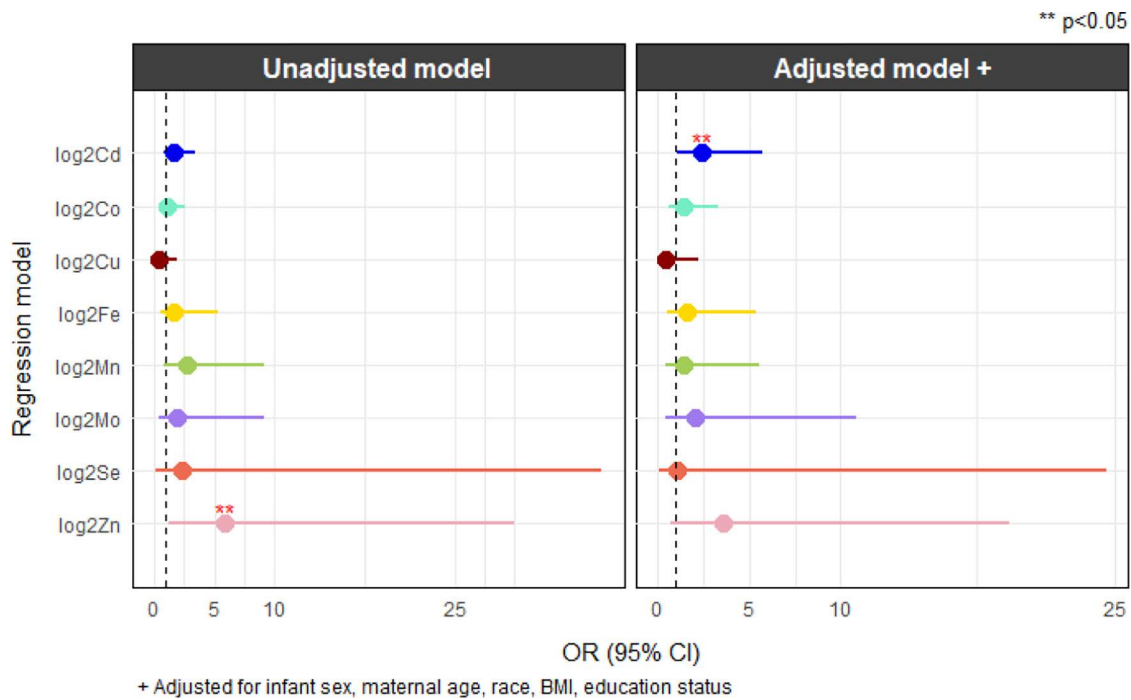 ** p<0.05
Unadjusted model
Adjusted model +
Regression model
log2Cd
**
log2Co
log2Cu
log2Fe
log2Mn
log2Mo
log2Se
log2Zn
**
0 5 10 25
0 5 10 25
OR (95% CI)
+ Adjusted for infant sex, maternal age, race, BMI, education status